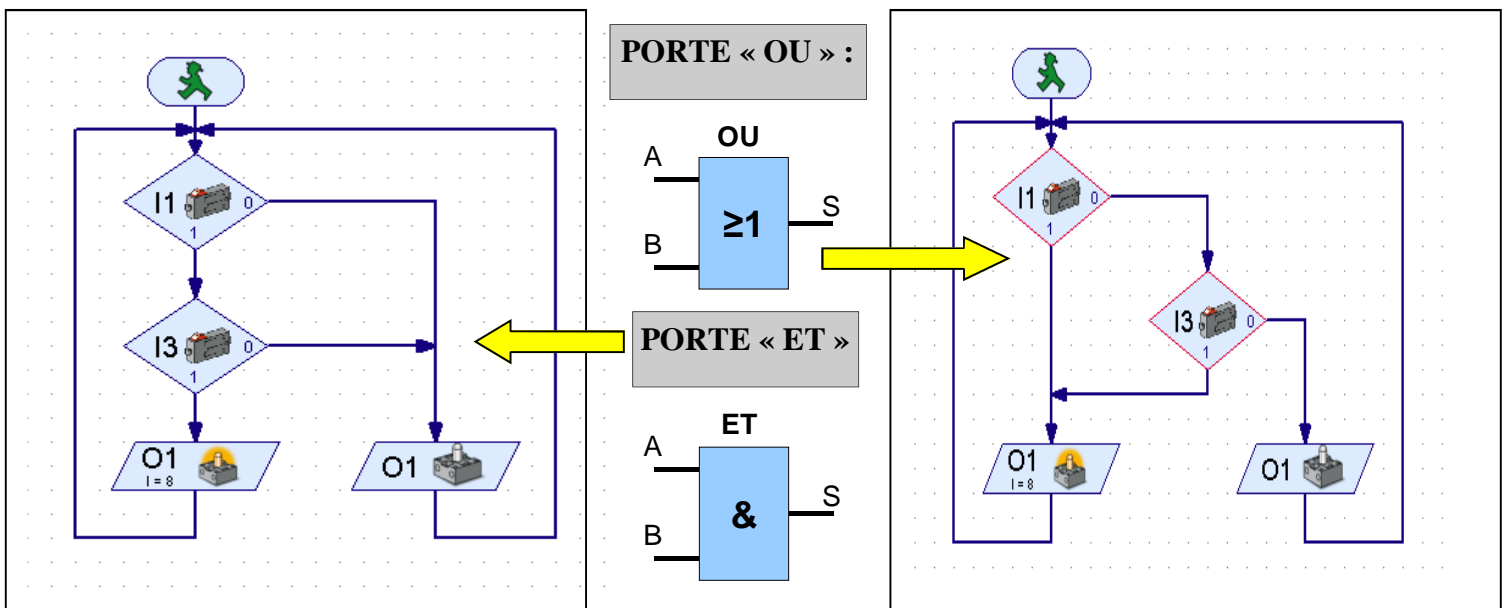 I1
0
1
I3
0
1
O1
I = 8
O1
PORTE « OU » :
OU
A
B
≥1
S
PORTE « ET »
ET
A
B
&
S
I1
0
1
I3
0
1
O1
I = 8
O1